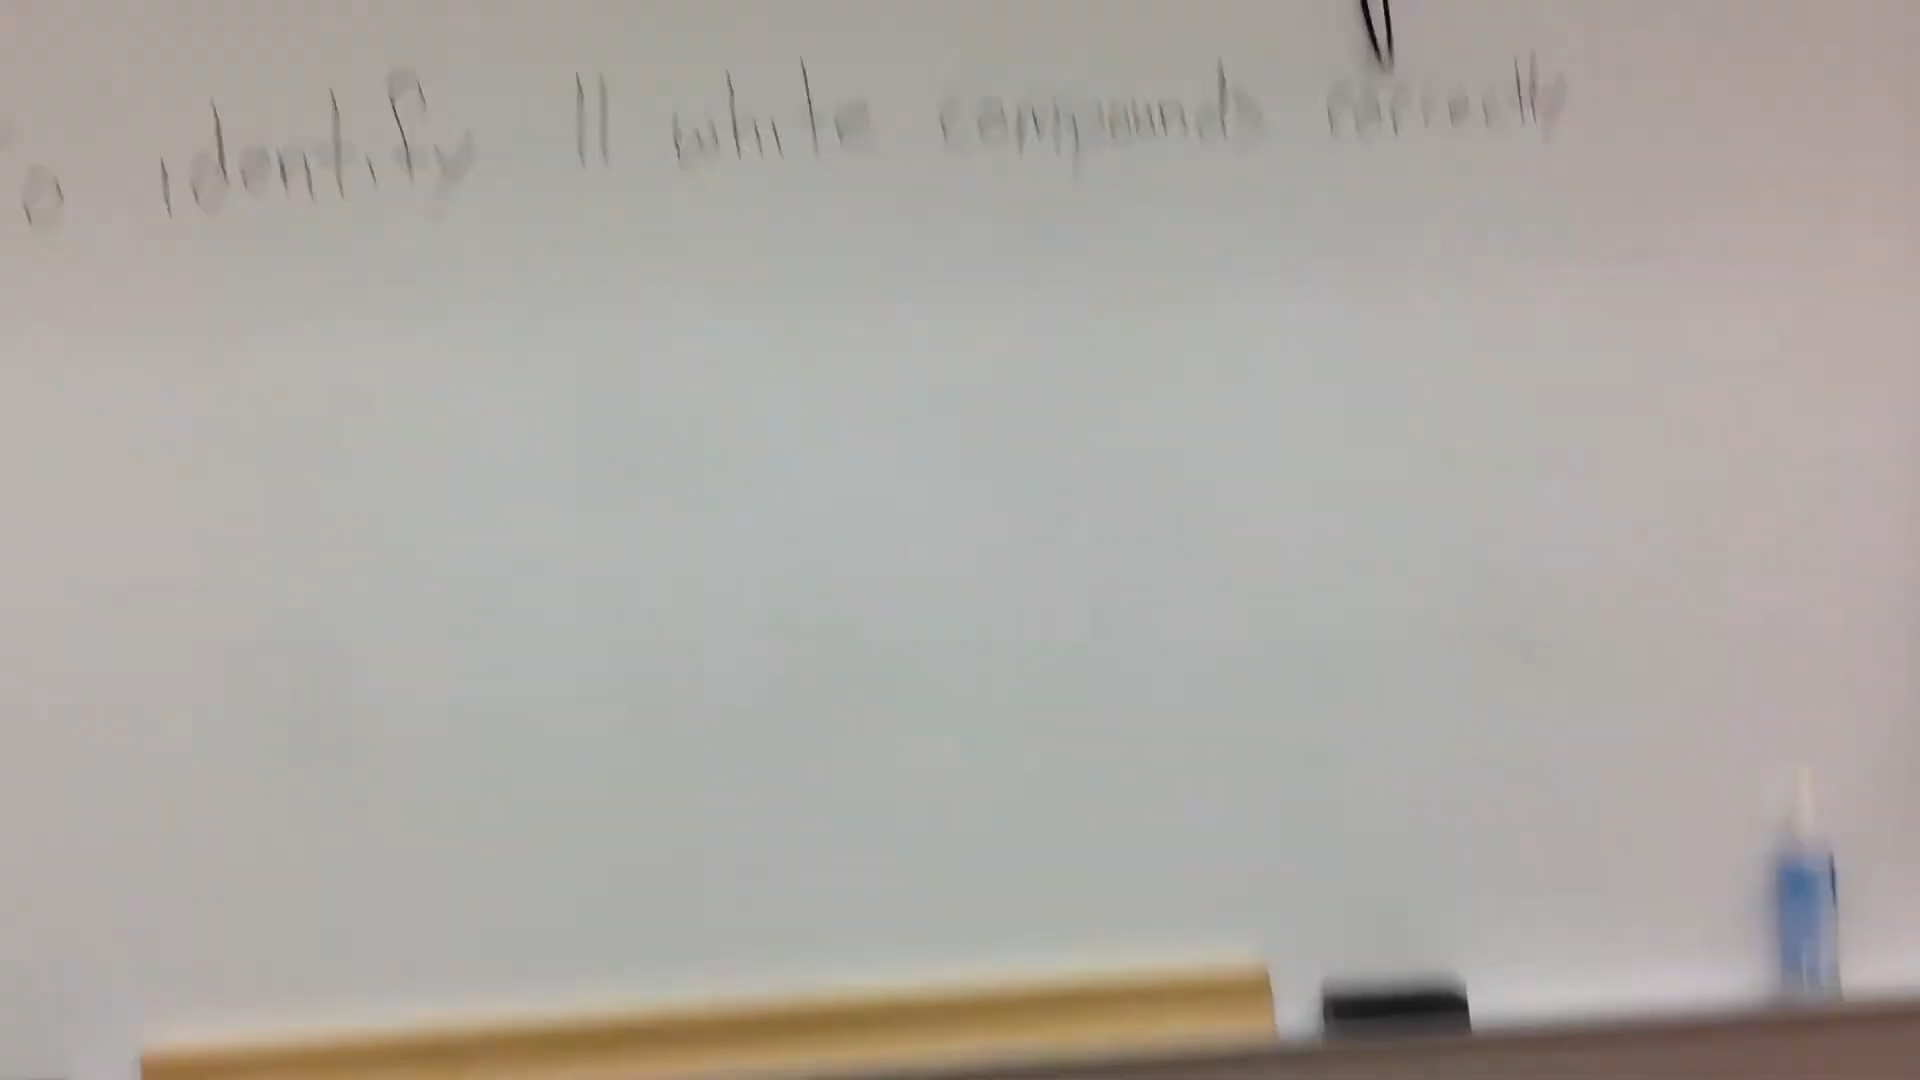 o identify 11 white compounds correctly